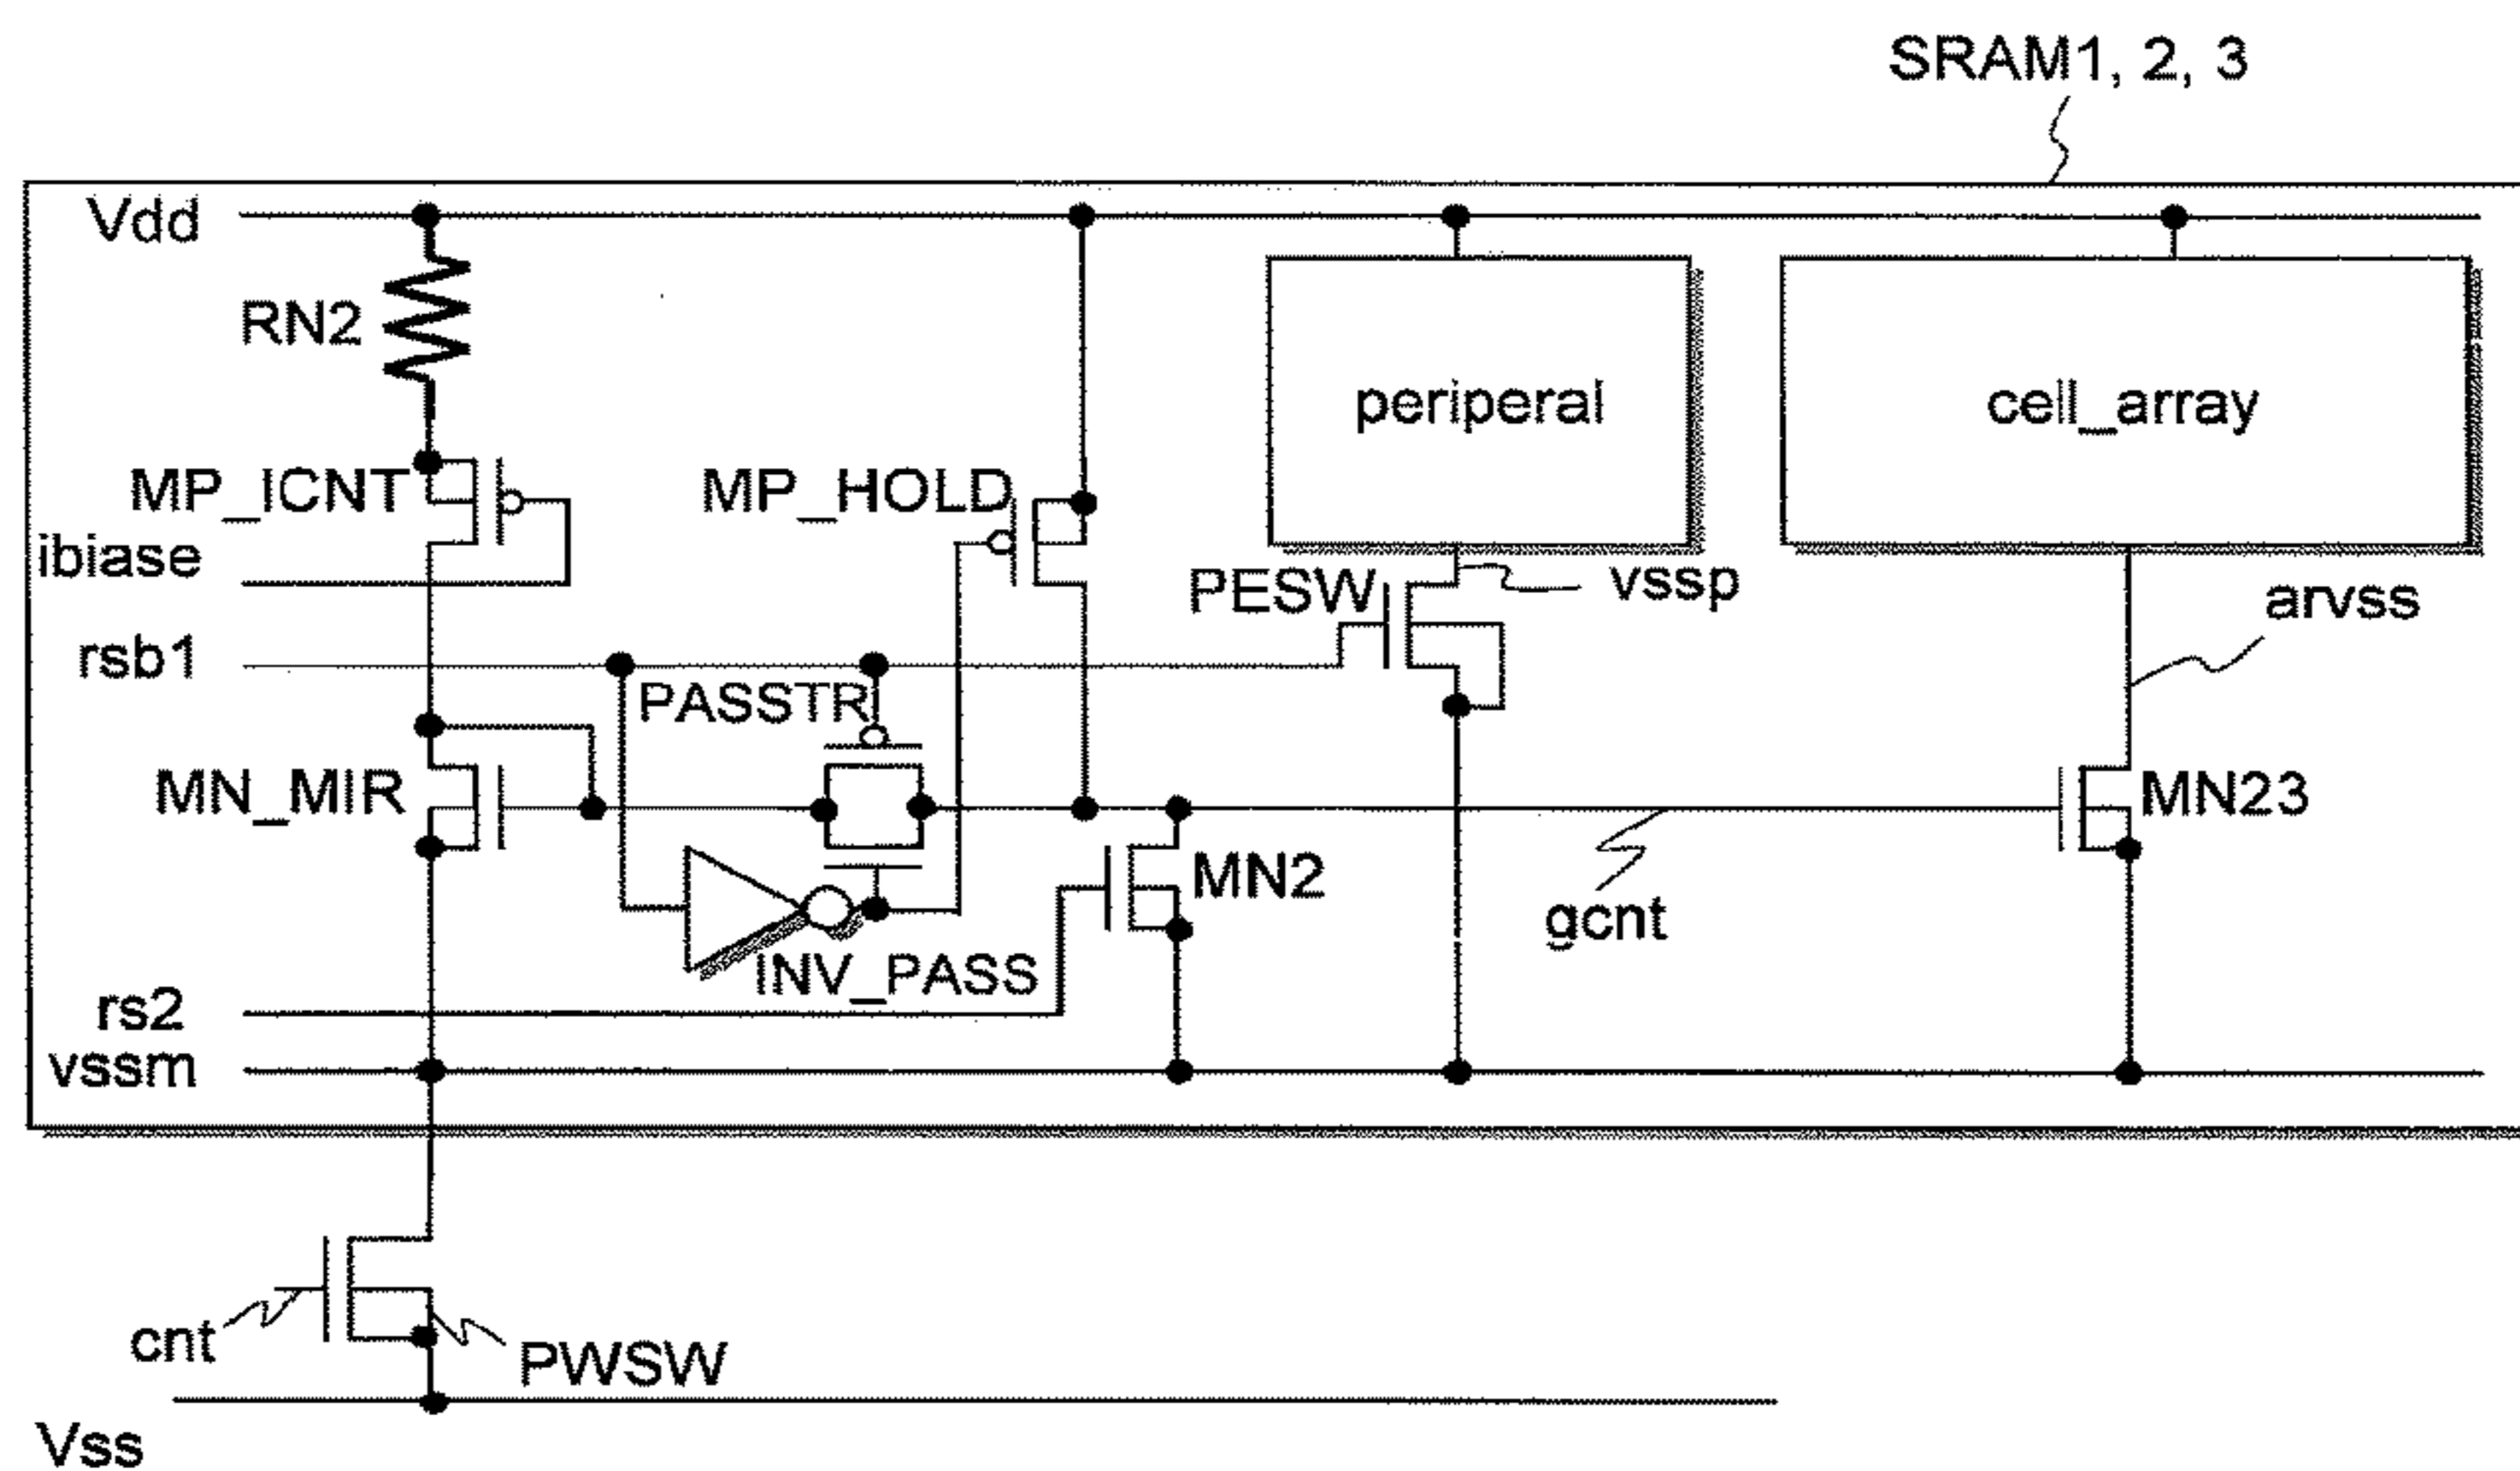 SRAM1, 2, 3
Vdd
RN2
periperal
cell_array
MP_ICNT
MP_HOLD
ibiase
PESW
vssp
arvss
rsb1
PASSTR
MN_MIR
MN23
MN2
gcnt
INV_PASS
rs2
vssm
cnt
PWSW
Vss